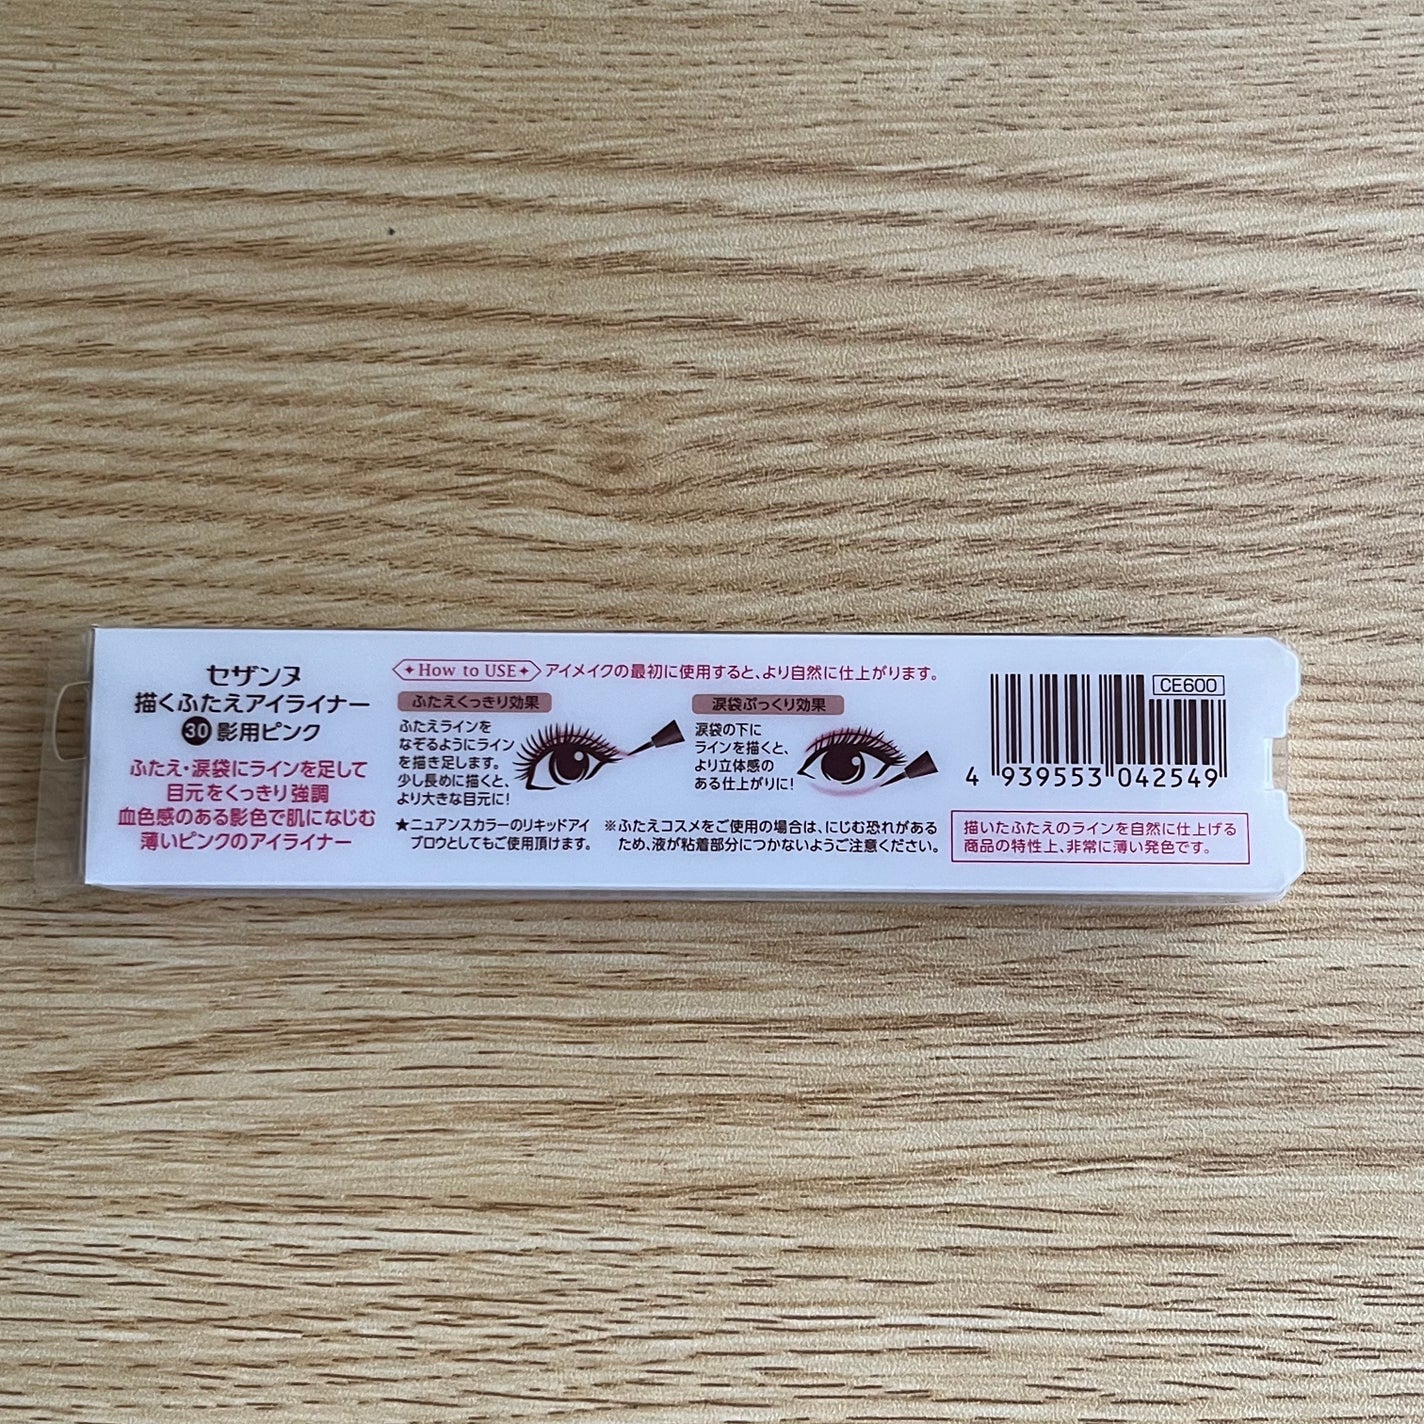 セザンヌ
描くふたえアイライナー
30 影用ピンク
ふたえ・涙袋にラインを足して
目元をくっきり強調
血色感のある影色で肌になじむ
薄いピンクのアイライナー
How to USE アイメイクの最初に使用すると、より自然に仕上がります。
ふたえくっきり効果
ふたえラインを
なぞるようにライン
を描き足します。
少し長めに描くと、
より大きな目元に!
★ニュアンスカラーのリキッドアイ
ブロウとしてもご使用頂けます。
涙袋ぷっくり効果
涙袋の下に
ラインを描くと、
より立体感の
ある仕上がりに!
※ふたえコスメをご使用の場合は、にじむ恐れがある
ため、液が粘着部分につかないようご注意ください。
CE600
4 939553 042549
描いたふたえのラインを自然に仕上げる
商品の特性上、非常に薄い発色です。